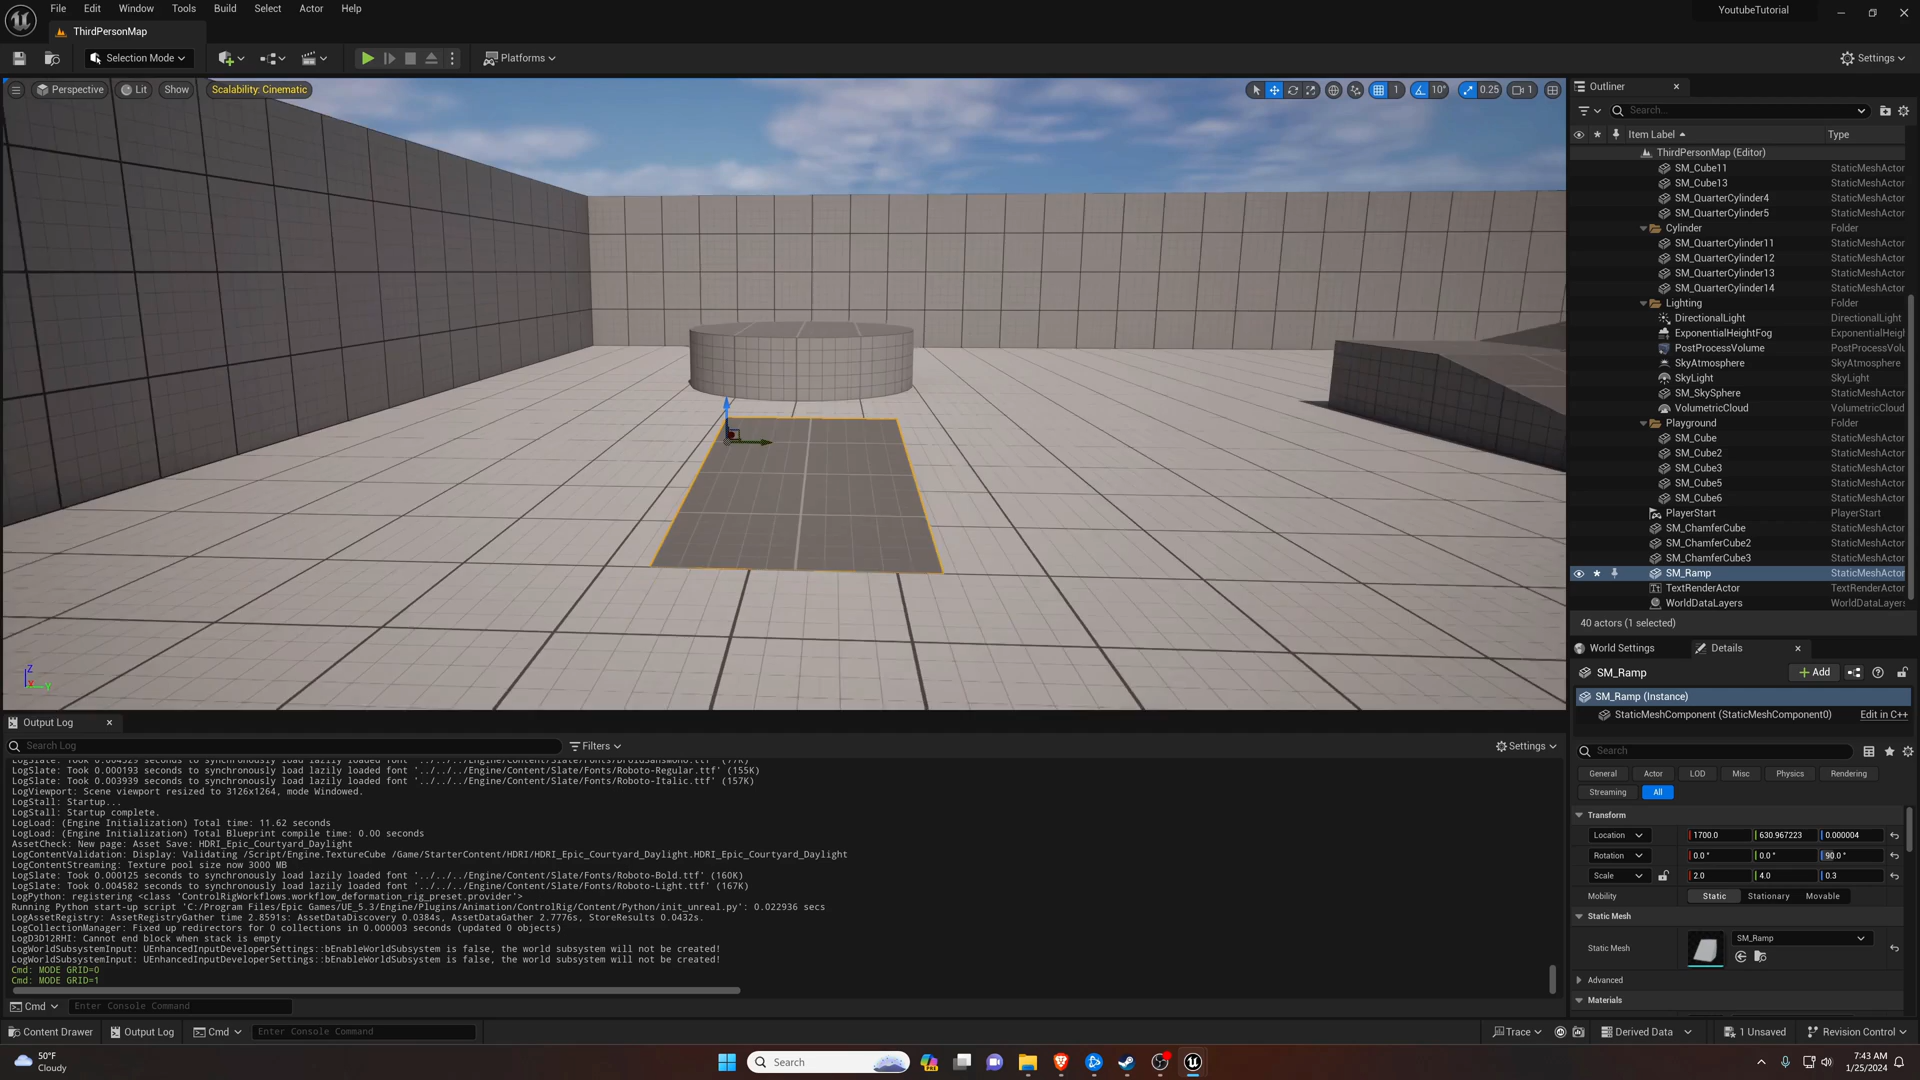 File Edit Window Tools Build Select Actor Help
YoutubeTutorial
ThirdPersonMap
Selection Mode
Platforms
Settings
Perspective Lit Show Scalability: Cinematic
1 10° 0.25 1
Outliner
Search...
Item Label Type
ThirdPersonMap (Editor)
SM_Cube11 StaticMeshActor
SM_Cube13 StaticMeshActor
SM_QuarterCylinder4 StaticMeshActor
SM_QuarterCylinder5 StaticMeshActor
Cylinder Folder
SM_QuarterCylinder11 StaticMeshActor
SM_QuarterCylinder12 StaticMeshActor
SM_QuarterCylinder13 StaticMeshActor
SM_QuarterCylinder14 StaticMeshActor
Lighting Folder
DirectionalLight DirectionalLight
ExponentialHeightFog ExponentialHeigh
PostProcessVolume PostProcessVolu
SkyAtmosphere SkyAtmosphere
SkyLight SkyLight
SM_SkySphere StaticMeshActor
VolumetricCloud VolumetricCloud
Playground Folder
SM_Cube StaticMeshActor
SM_Cube2 StaticMeshActor
SM_Cube3 StaticMeshActor
SM_Cube5 StaticMeshActor
SM_Cube6 StaticMeshActor
PlayerStart PlayerStart
SM_ChamferCube StaticMeshActor
SM_ChamferCube2 StaticMeshActor
SM_ChamferCube3 StaticMeshActor
SM_Ramp StaticMeshActor
TextRenderActor TextRenderActor
WorldDataLayers WorldDataLayers
40 actors (1 selected)
World Settings Details
SM_Ramp
Add
SM_Ramp (Instance)
StaticMeshComponent (StaticMeshComponent0) Edit in C++
Search
General Actor LOD Misc Physics Rendering
Streaming All
Transform
Location 1700.0 630.967223 0.000004
Rotation 0.0 ° 0.0 ° 90.0 °
Scale 2.0 4.0 0.3
Mobility Static Stationary Movable
Static Mesh
Static Mesh SM_Ramp
Advanced
Materials
Z
Y
Output Log
Search Log
Filters
Settings
LogSlate: Took 0.000193 seconds to synchronously load lazily loaded font '../../../Engine/Content/Slate/Fonts/Roboto-Regular.ttf' (155K)
LogSlate: Took 0.003939 seconds to synchronously load lazily loaded font '../../../Engine/Content/Slate/Fonts/Roboto-Italic.ttf' (157K)
LogViewport: Scene viewport resized to 3126x1264, mode Windowed.
LogStall: Startup...
LogStall: Startup complete.
LogLoad: (Engine Initialization) Total time: 11.62 seconds
LogLoad: (Engine Initialization) Total Blueprint compile time: 0.00 seconds
AssetCheck: New page: Asset Save: HDRI_Epic_Courtyard_Daylight
LogContentValidation: Display: Validating /Script/Engine.TextureCube /Game/StarterContent/HDRI/HDRI_Epic_Courtyard_Daylight.HDRI_Epic_Courtyard_Daylight
LogContentStreaming: Texture pool size now 3000 MB
LogSlate: Took 0.000125 seconds to synchronously load lazily loaded font '../../../Engine/Content/Slate/Fonts/Roboto-Bold.ttf' (160K)
LogSlate: Took 0.004582 seconds to synchronously load lazily loaded font '../../../Engine/Content/Slate/Fonts/Roboto-Light.ttf' (167K)
LogPython: registering <class 'ControlRigWorkflows.workflow_deformation_rig_preset.provider'>
Running Python start-up script 'C:/Program Files/Epic Games/UE_5.3/Engine/Plugins/Animation/ControlRig/Content/Python/init_unreal.py': 0.022936 secs
LogAssetRegistry: AssetRegistryGather time 2.8591s: AssetDataDiscovery 0.0384s, AssetDataGather 2.7776s, StoreResults 0.0432s.
LogCollectionManager: Fixed up redirectors for 0 collections in 0.000003 seconds (updated 0 objects)
LogD3D12RHI: Cannot end block when stack is empty
LogWorldSubsystemInput: UEnhancedInputDeveloperSettings::bEnableWorldSubsystem is false, the world subsystem will not be created!
LogWorldSubsystemInput: UEnhancedInputDeveloperSettings::bEnableWorldSubsystem is false, the world subsystem will not be created!
Cmd: MODE GRID=0
Cmd: MODE GRID=1
Cmd Enter Console Command
Content Drawer Output Log Cmd Enter Console Command
Trace Derived Data 1 Unsaved Revision Control
50°F
Cloudy
Search
7:43 AM
1/25/2024